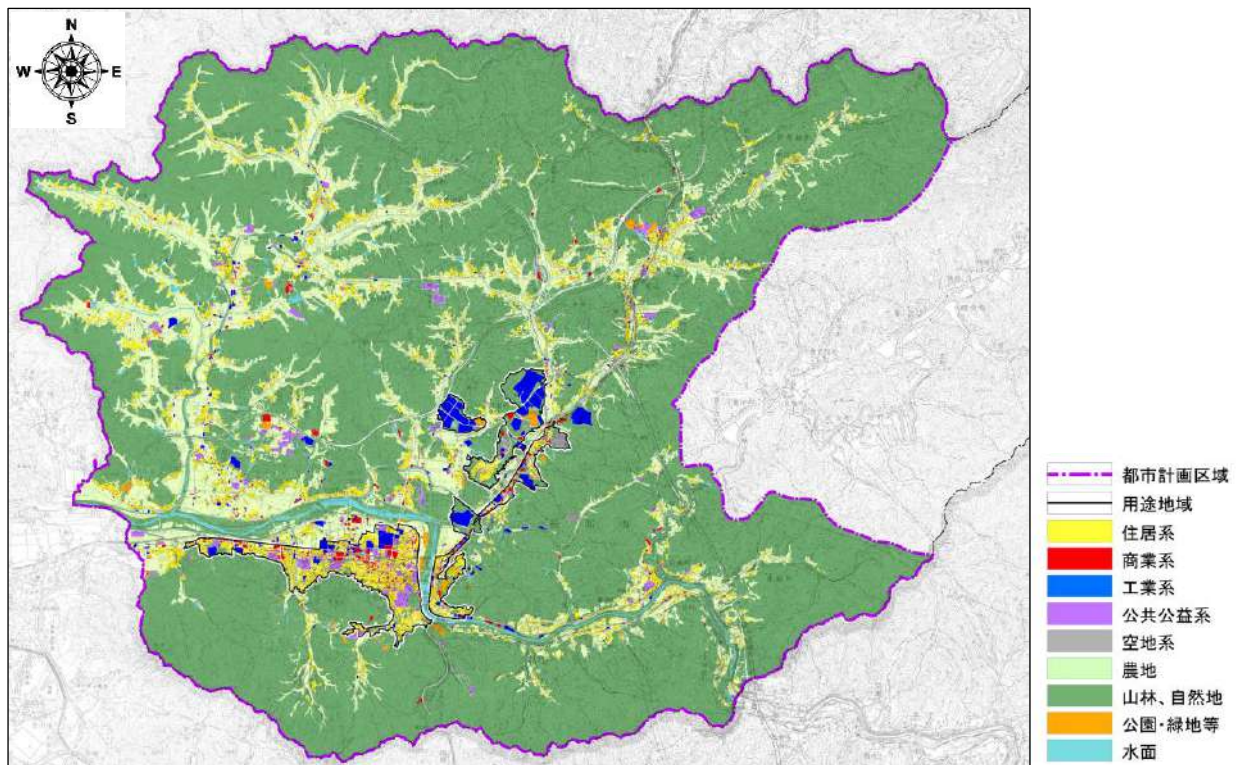 N
W E
S
都市計画区域
用途地域
住居系
商業系
工業系
公共公益系
空地系
農地
山林、自然地
公園・緑地等
水面